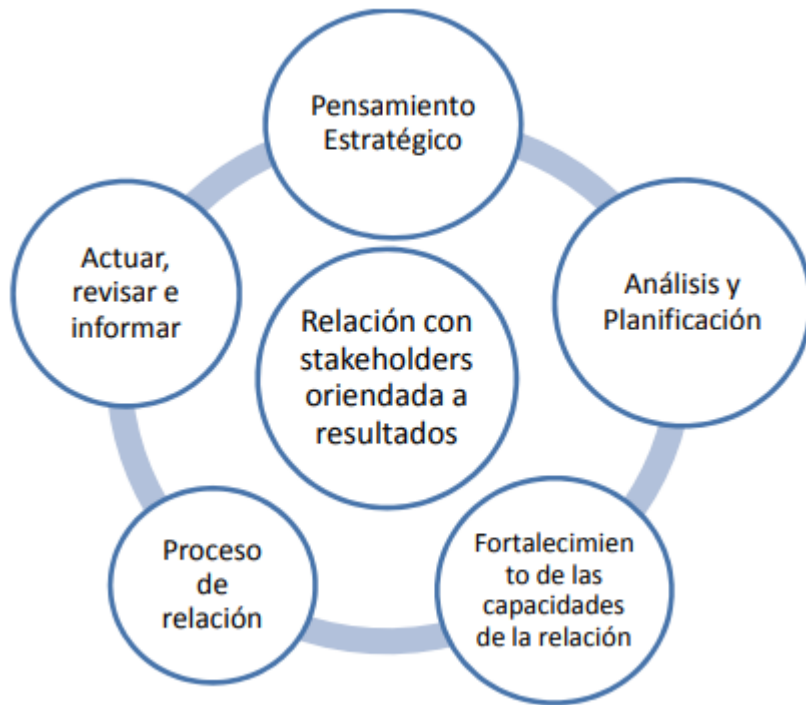 Pensamiento
Estratégico
Análisis y
Planificación
Fortalecimien
to de las
capacidades
de la relación
Proceso
de
relación
Actuar,
revisar e
informar
Relación con
stakeholders
oriendada a
resultados